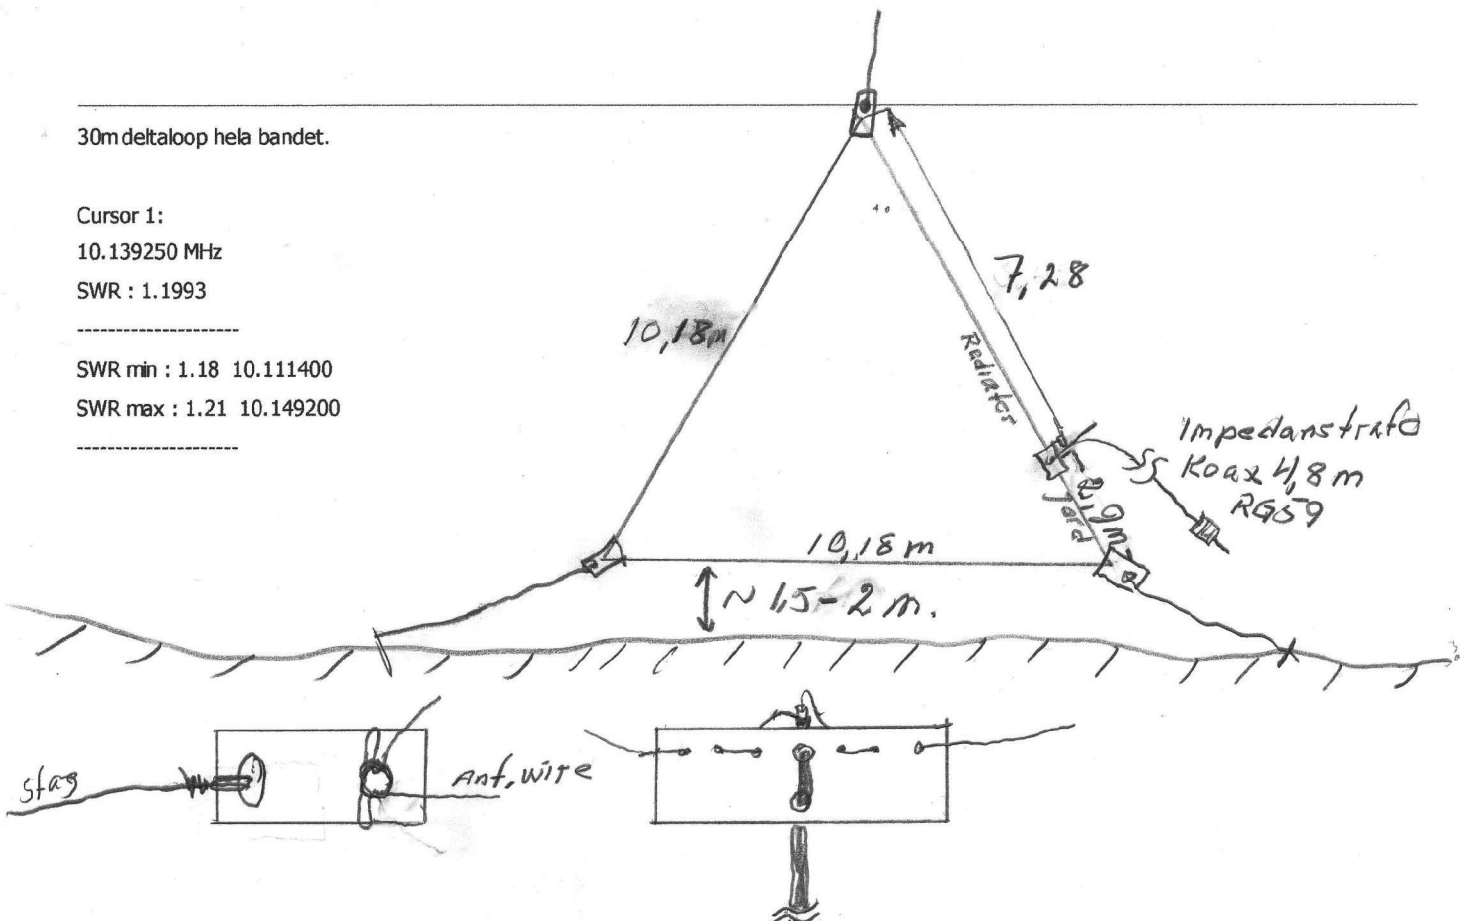 30m deltaloop hela bandet.
Cursor 1:
10.139250 MHz
SWR : 1.1993
---------------------
SWR min : 1.18 10.111400
SWR max : 1.21 10.149200
---------------------
7,28
10,18m
Radiator
Impedanstrafo
Koax 4,8 m
RG59
2,9m
Jord
10,18 m
~ 1,5 - 2 m.
stag
Ant, wire